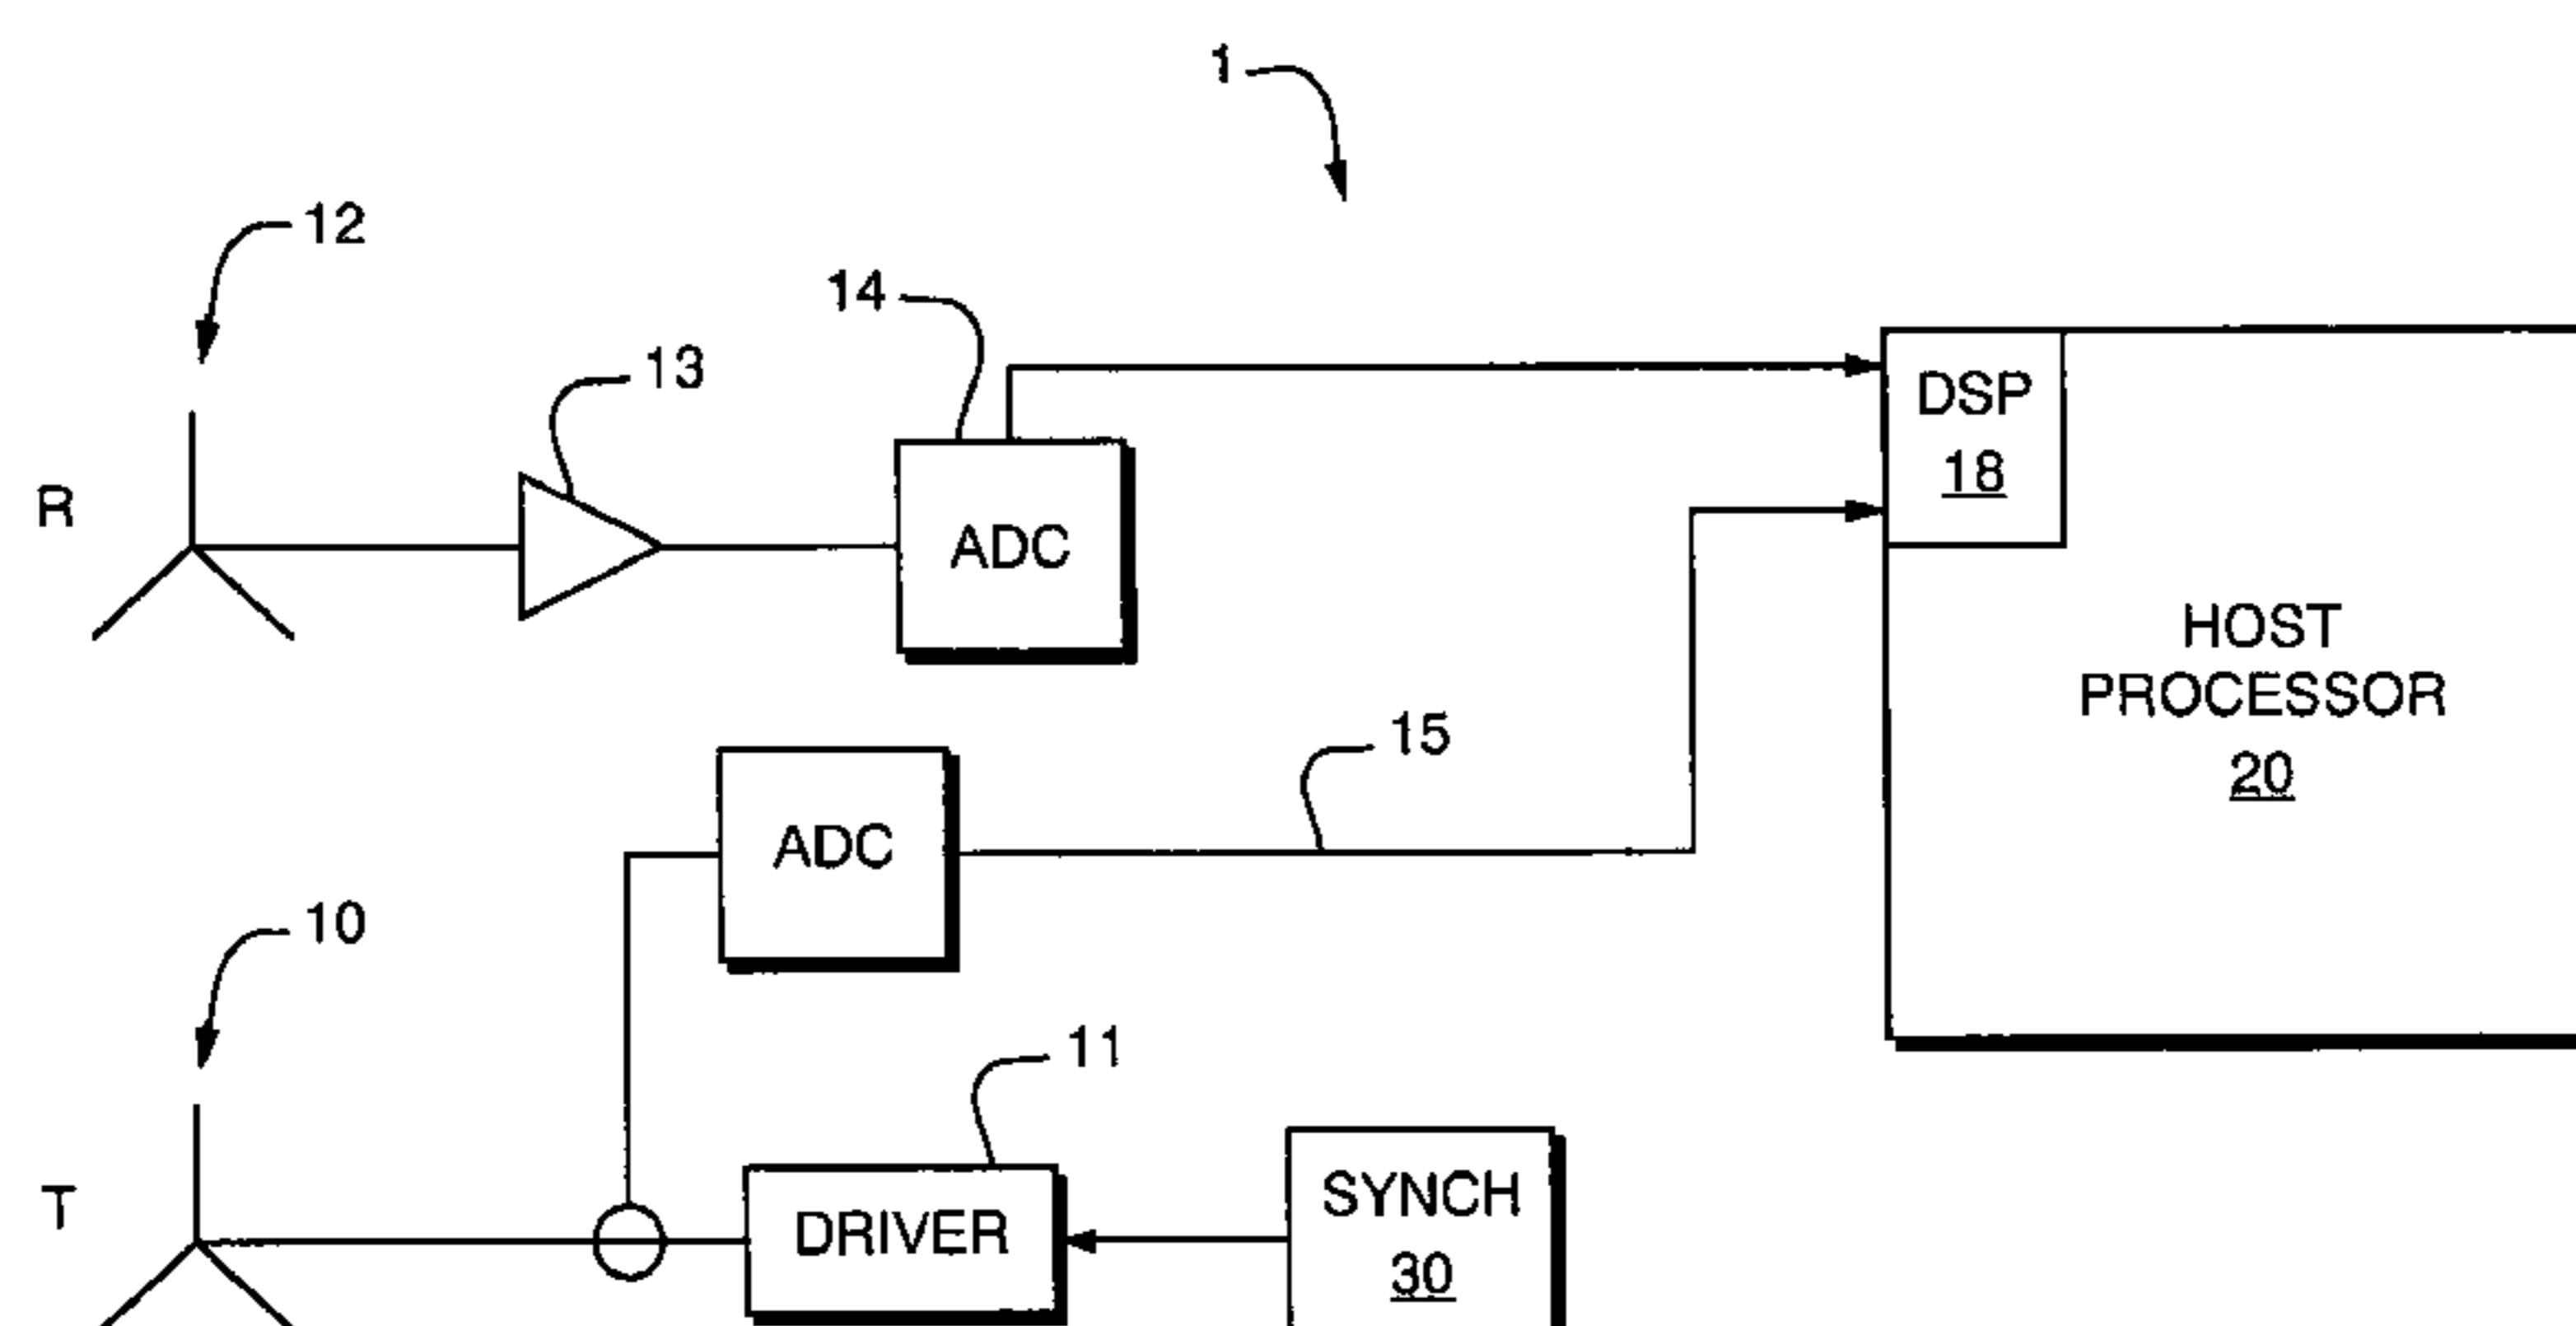 1
12
14
13
DSP
18
R
ADC
HOST
PROCESSOR
20
15
ADC
10
11
T
DRIVER
SYNCH
30